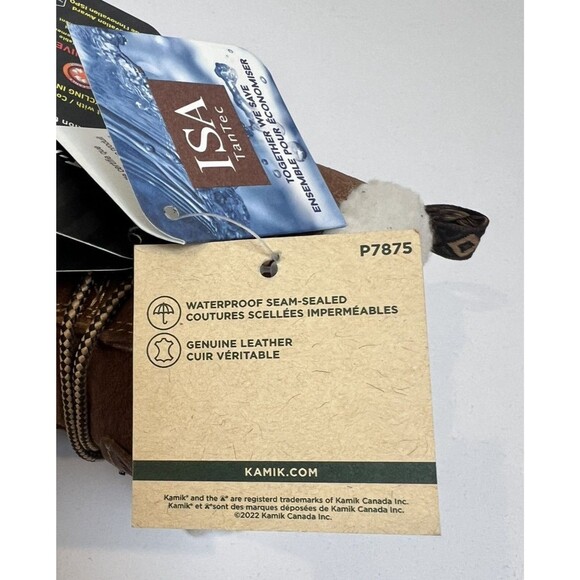 ISA
TanTec
TOGETHER WE SAVE
ENSEMBLE POUR ÉCONOMISER
P7875
WATERPROOF SEAM-SEALED
COUTURES SCELLÉES IMPERMÉABLES
GENUINE LEATHER
CUIR VÉRITABLE
KAMIK.COM
Kamik® and the ® are registerd trademarks of Kamik Canada Inc.
Kamik® et ®sont des marques déposées de Kamik Canada Inc.
©2022 Kamik Canada Inc.